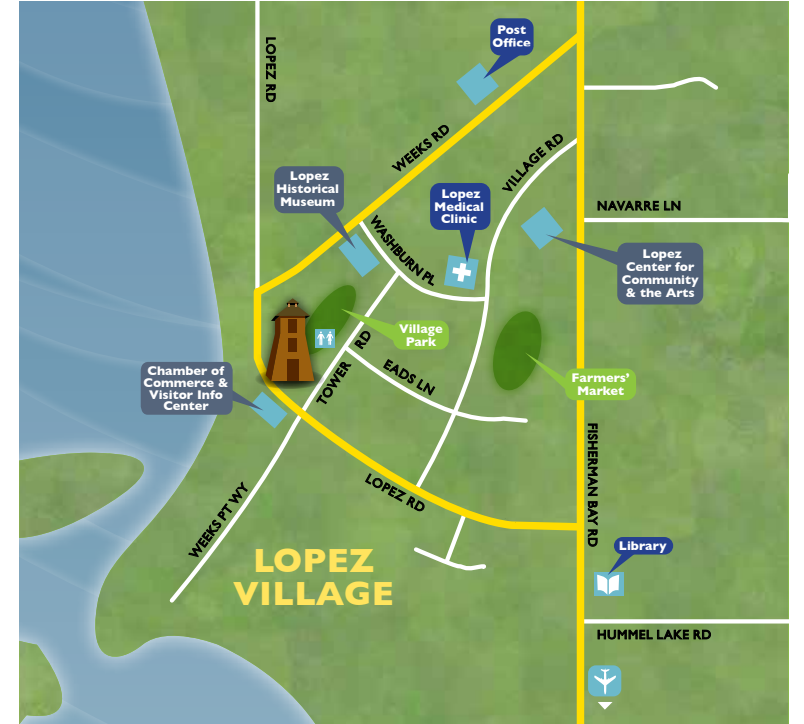 Post
Office
LOPEZ RD
WEEKS RD
VILLAGE RD
Lopez
Historical
Museum
Lopez
Medical
Clinic
NAVARRE LN
WASHBURN PL
Lopez
Center for
Community
& the Arts
Village
Park
TOWER RD
EADS LN
Chamber of
Commerce &
Visitor Info
Center
Farmers'
Market
FISHERMAN BAY RD
LOPEZ RD
WEEKS PT WY
LOPEZ
VILLAGE
Library
HUMMEL LAKE RD